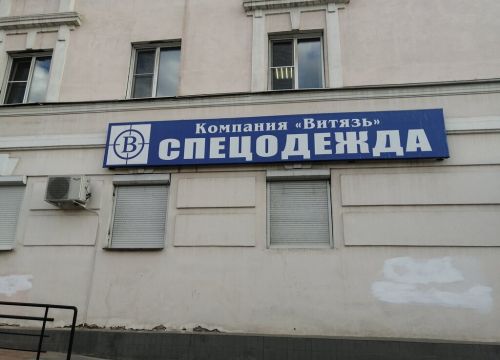 Компания «Витязь»
В СПЕЦОДЕЖДА